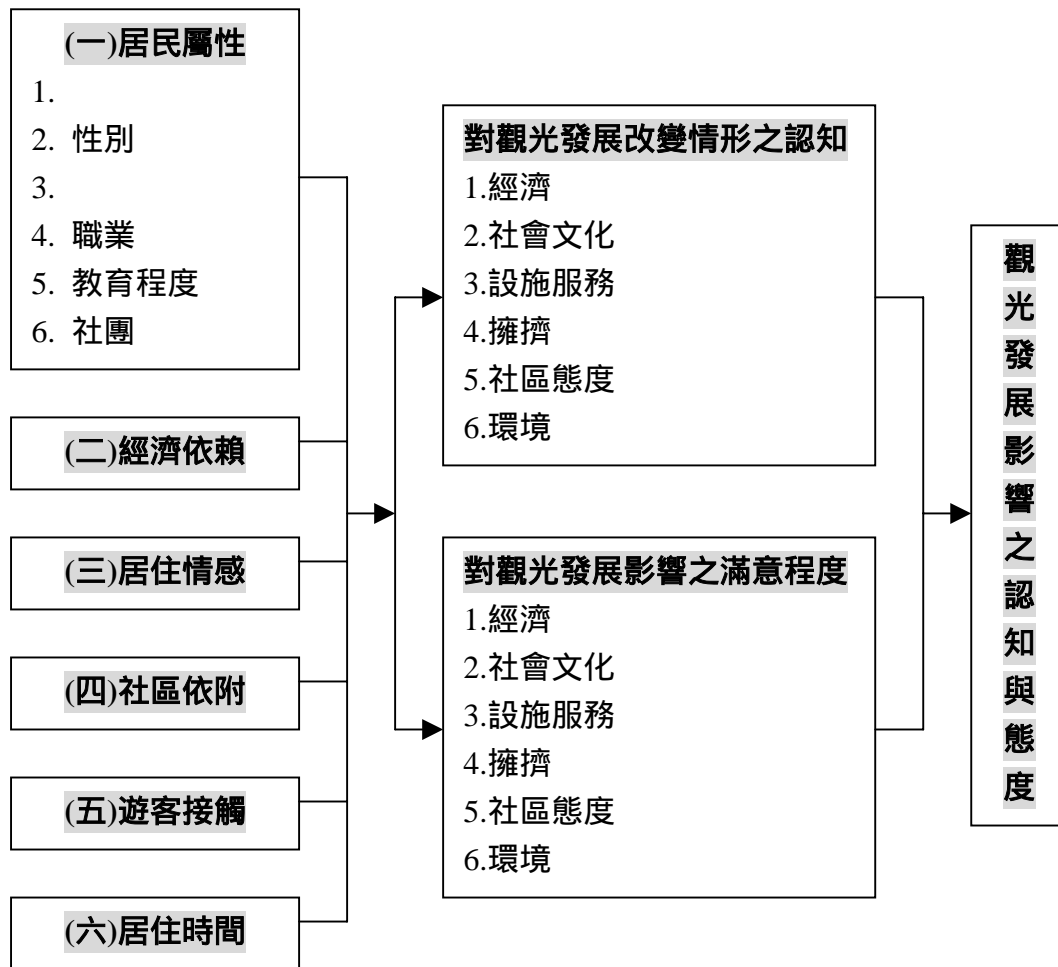 (一)居民屬性
1.
2. 性別
3.
4. 職業
5. 教育程度
6. 社團
(二)經濟依賴
(三)居住情感
(四)社區依附
(五)遊客接觸
(六)居住時間
對觀光發展改變情形之認知
1.經濟
2.社會文化
3.設施服務
4.擁擠
5.社區態度
6.環境
對觀光發展影響之滿意程度
1.經濟
2.社會文化
3.設施服務
4.擁擠
5.社區態度
6.環境
觀光發展影響之認知與態度